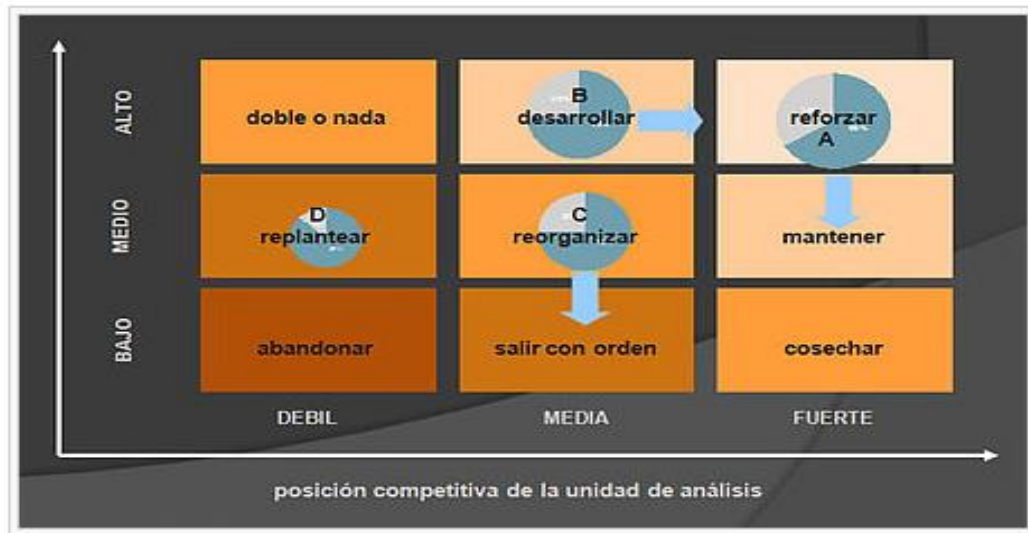 ALTO
doble o nada
B
desarrollar
reforzar
A
MEDIO
D
replantear
C
reorganizar
mantener
BAJO
abandonar
salir con orden
cosechar
DEBIL
MEDIA
FUERTE
posición competitiva de la unidad de análisis